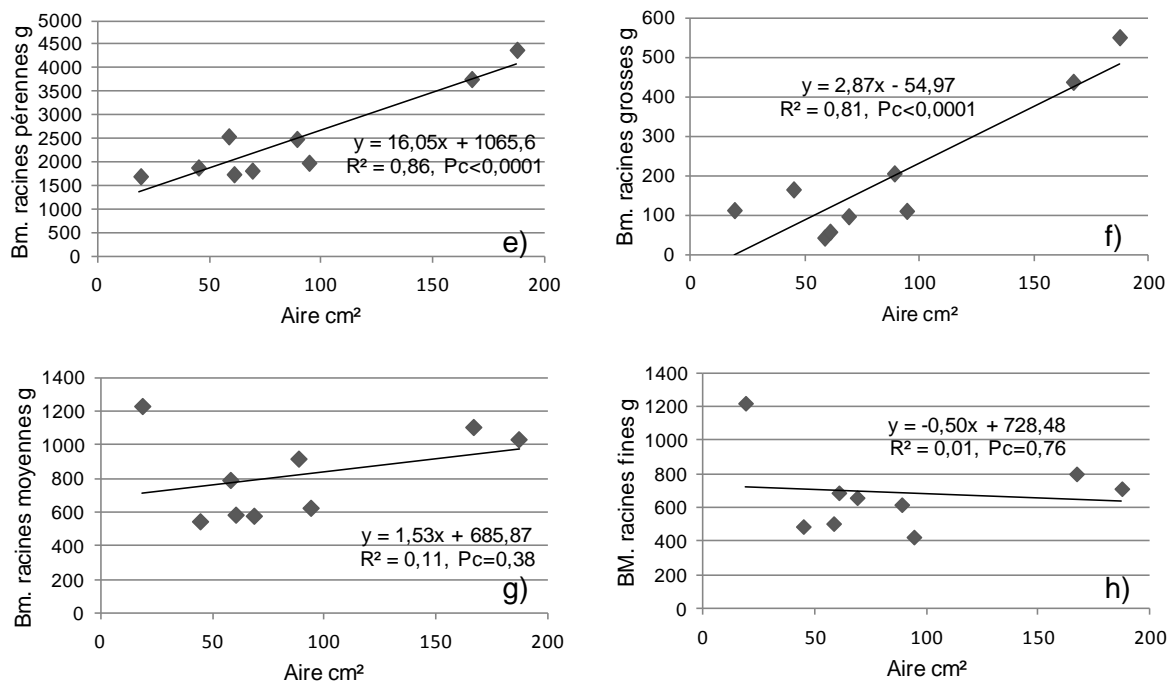 Bm. racines pérennes g
5000
4500
4000
3500
3000
2500
2000
1500
1000
500
0
y = 16,05x + 1065,6
R² = 0,86, Pc<0,0001
e)
0 50 100 150 200
Aire cm²
Bm. racines grosses g
600
500
400
300
200
100
0
y = 2,87x - 54,97
R² = 0,81, Pc<0,0001
f)
0 50 100 150 200
Aire cm²
Bm. racines moyennes g
1400
1200
1000
800
600
400
200
0
y = 1,53x + 685,87
R² = 0,11, Pc=0,38
g)
0 50 100 150 200
Aire cm²
BM. racines fines g
1400
1200
1000
800
600
400
200
0
y = -0,50x + 728,48
R² = 0,01, Pc=0,76
h)
0 50 100 150 200
Aire cm²